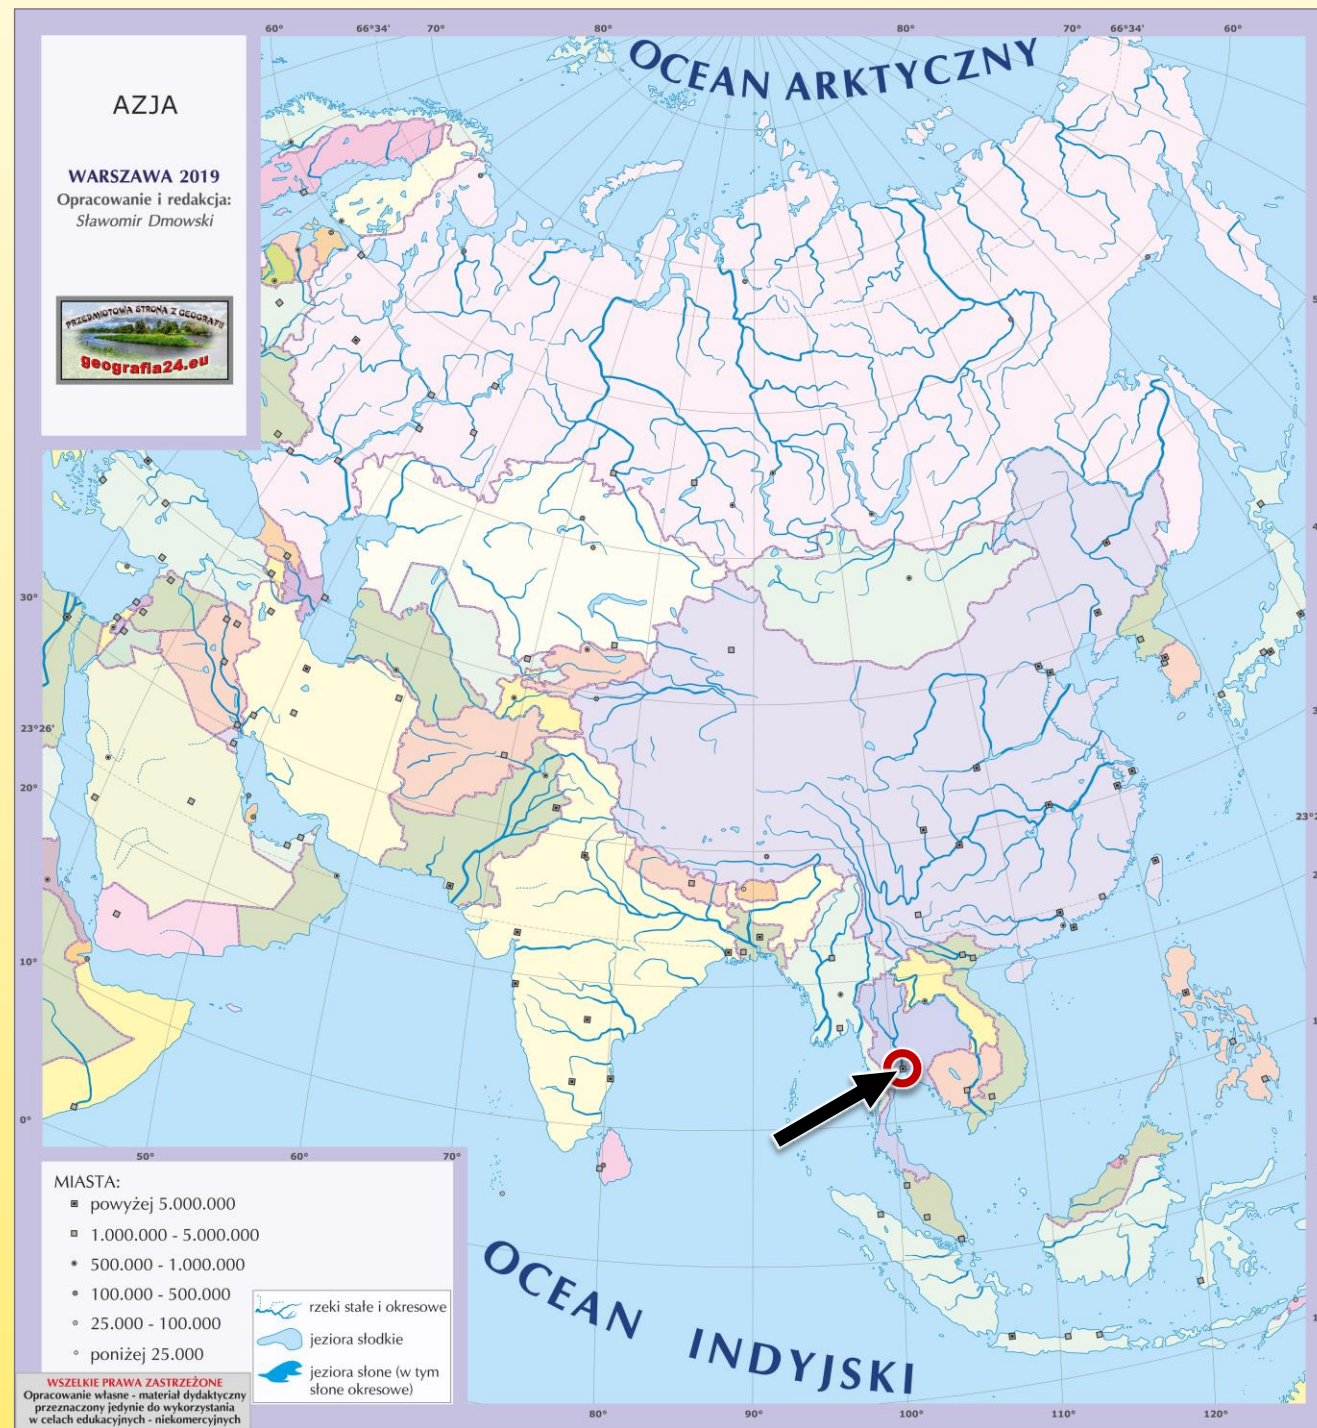 60° 66°34' 70° 80° 80° 70° 66°34' 60°
OCEAN ARKTYCZNY
AZJA
WARSZAWA 2019
Opracowanie i redakcja:
Sławomir Dmowski
PRZEDMIOTOWA STRONA Z GEOGRAFII
geografia24.eu
30°
23°26'
20°
10°
0°
50° 60° 70°
MIASTA:
powyżej 5.000.000
1.000.000 - 5.000.000
500.000 - 1.000.000
100.000 - 500.000
25.000 - 100.000
poniżej 25.000
rzeki stałe i okresowe
jeziora słodkie
jeziora słone (w tym
słone okresowe)
OCEAN INDYJSKI
WSZELKIE PRAWA ZASTRZEŻONE
Opracowanie własne - materiał dydaktyczny
przeznaczony jedynie do wykorzystania
w celach edukacyjnych - niekomercyjnych
80° 90° 100° 110° 120°